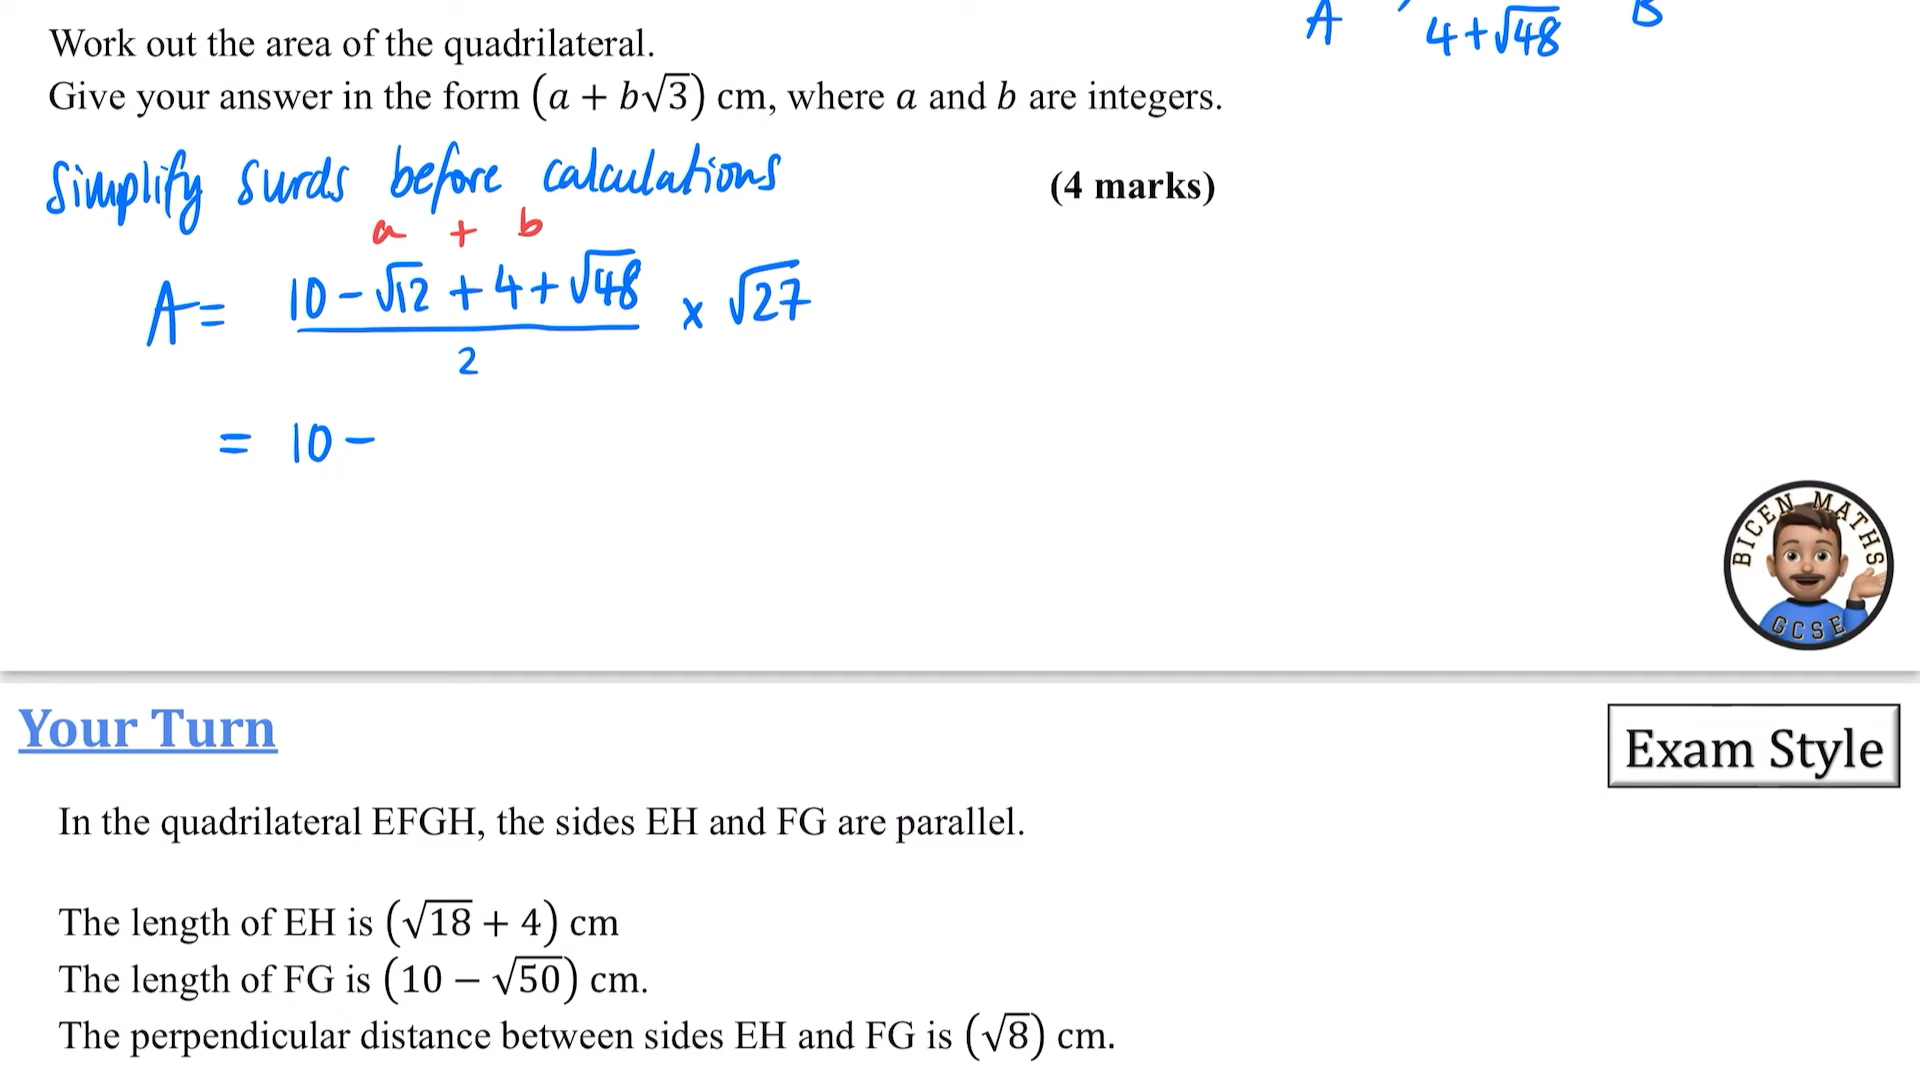 A 4+√48 B
Work out the area of the quadrilateral.
Give your answer in the form (a + b√3) cm, where a and b are integers.
Simplify surds before calculations
(4 marks)
a + b
A = (10 - √12 + 4 + √48)/2 × √27
= 10 -
BICEN MATHS
GCSE
Your Turn
Exam Style
In the quadrilateral EFGH, the sides EH and FG are parallel.
The length of EH is (√18 + 4) cm
The length of FG is (10 − √50) cm.
The perpendicular distance between sides EH and FG is (√8) cm.